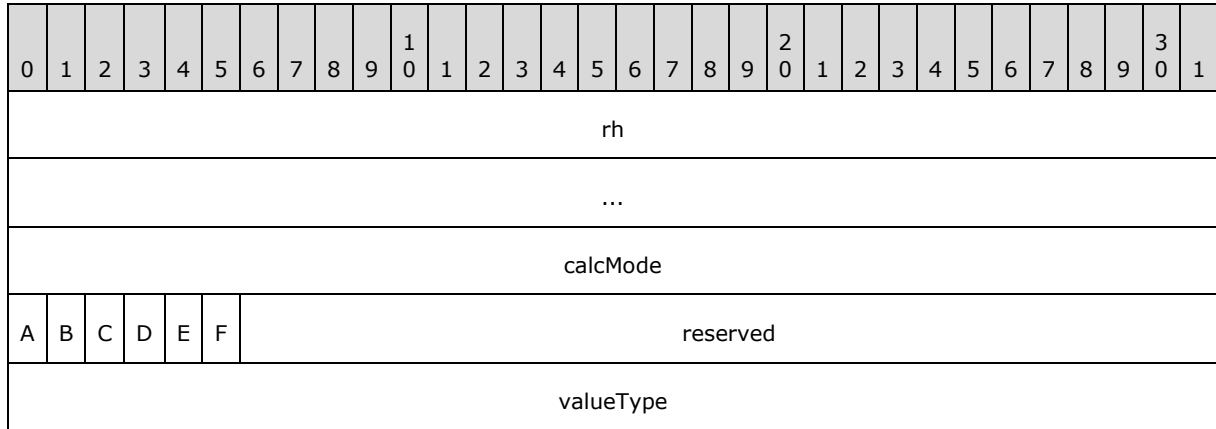 1 2 3
0 1 2 3 4 5 6 7 8 9 0 1 2 3 4 5 6 7 8 9 0 1 2 3 4 5 6 7 8 9 0 1
rh
...
calcMode
A B C D E F reserved
valueType